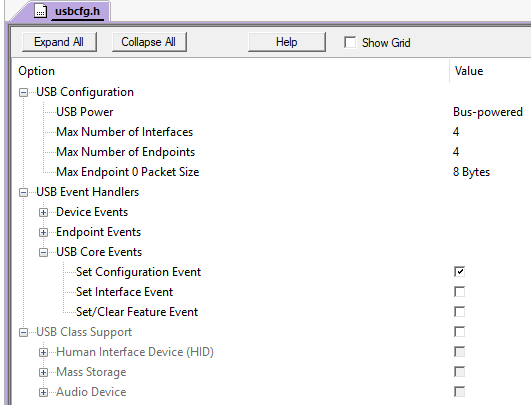 usbcfg.h
Expand All Collapse All Help Show Grid
Option Value
USB Configuration
USB Power Bus-powered
Max Number of Interfaces 4
Max Number of Endpoints 4
Max Endpoint 0 Packet Size 8 Bytes
USB Event Handlers
Device Events
Endpoint Events
USB Core Events
Set Configuration Event
Set Interface Event
Set/Clear Feature Event
USB Class Support
Human Interface Device (HID)
Mass Storage
Audio Device